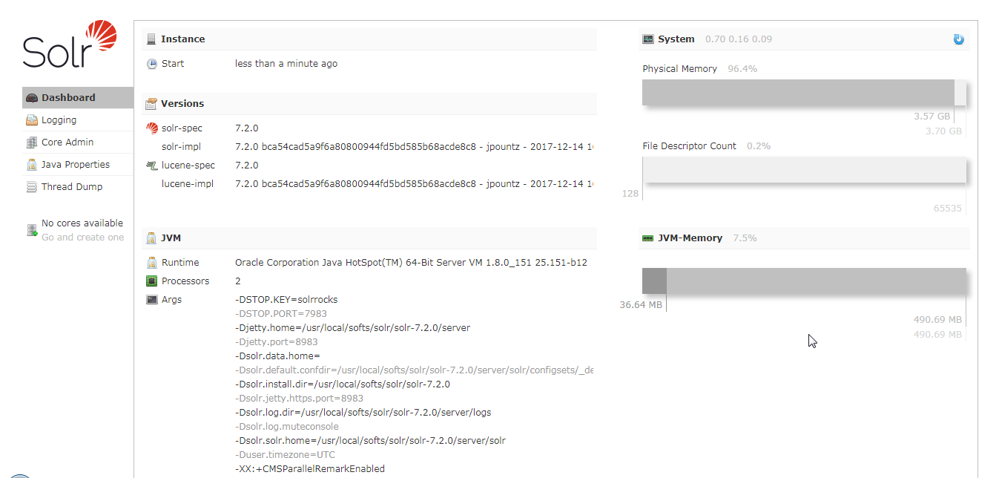 Solr
Dashboard
Logging
Core Admin
Java Properties
Thread Dump
No cores available
Go and create one
Instance
Start less than a minute ago
Versions
solr-spec 7.2.0
solr-impl 7.2.0 bca54cad5a9f6a80800944fd5bd585b68acde8c8 - jpountz - 2017-12-14 1
lucene-spec 7.2.0
lucene-impl 7.2.0 bca54cad5a9f6a80800944fd5bd585b68acde8c8 - jpountz - 2017-12-14 1
JVM
Runtime Oracle Corporation Java HotSpot(TM) 64-Bit Server VM 1.8.0_151 25.151-b12
Processors 2
Args -DSTOP.KEY=solrrocks
-DSTOP.PORT=7983
-Djetty.home=/usr/local/softs/solr/solr-7.2.0/server
-Djetty.port=8983
-Dsolr.data.home=
-Dsolr.default.confdir=/usr/local/softs/solr/solr-7.2.0/server/solr/configsets/_de
-Dsolr.install.dir=/usr/local/softs/solr/solr-7.2.0
-Dsolr.jetty.https.port=8983
-Dsolr.log.dir=/usr/local/softs/solr/solr-7.2.0/server/logs
-Dsolr.log.muteconsole
-Dsolr.solr.home=/usr/local/softs/solr/solr-7.2.0/server/solr
-Duser.timezone=UTC
-XX:+CMSParallelRemarkEnabled
System 0.70 0.16 0.09
Physical Memory 96.4%
3.57 GB
3.70 GB
File Descriptor Count 0.2%
128
65535
JVM-Memory 7.5%
36.64 MB
490.69 MB
490.69 MB